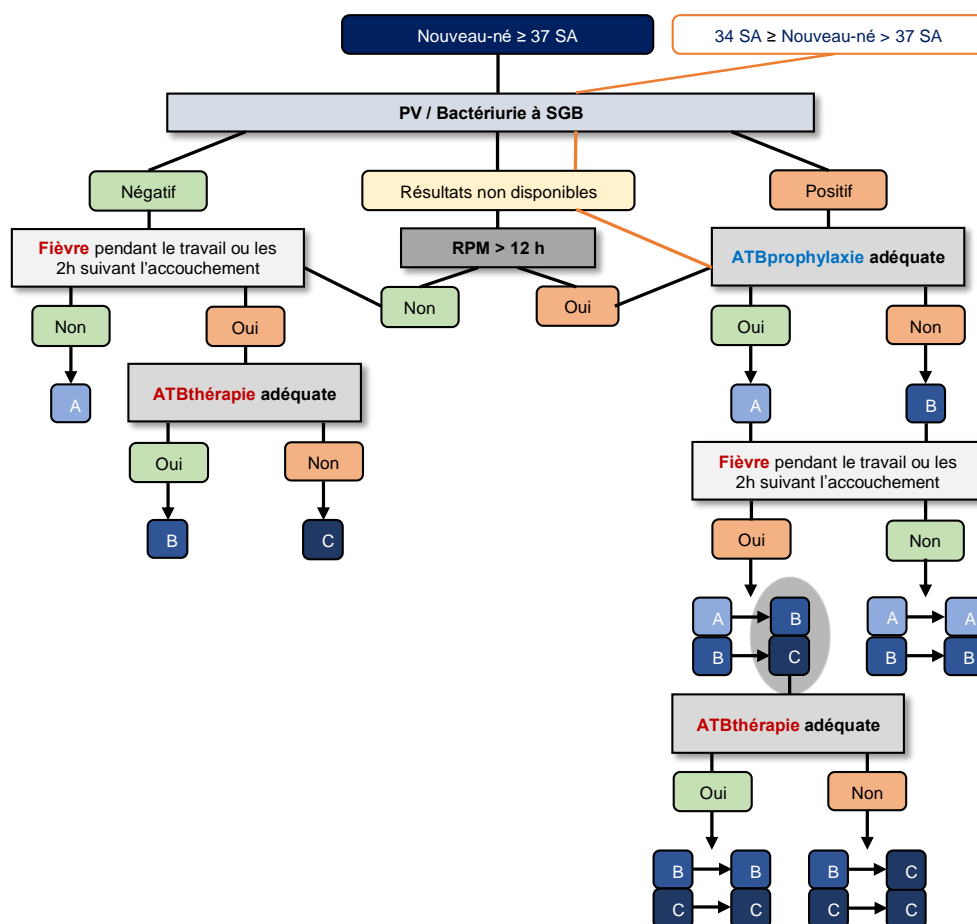 Nouveau-né ≥ 37 SA
34 SA ≥ Nouveau-né > 37 SA
PV / Bactériurie à SGB
Négatif
Résultats non disponibles
Positif
Fièvre pendant le travail ou les
2h suivant l'accouchement
RPM > 12 h
ATBprophylaxie adéquate
Non
Oui
Non
Oui
Oui
Non
A
ATBthérapie adéquate
A
B
Oui
Non
Fièvre pendant le travail ou les
2h suivant l'accouchement
B
C
Oui
Non
A
B
A
A
B
C
B
B
ATBthérapie adéquate
Oui
Non
B
B
B
C
C
C
C
C